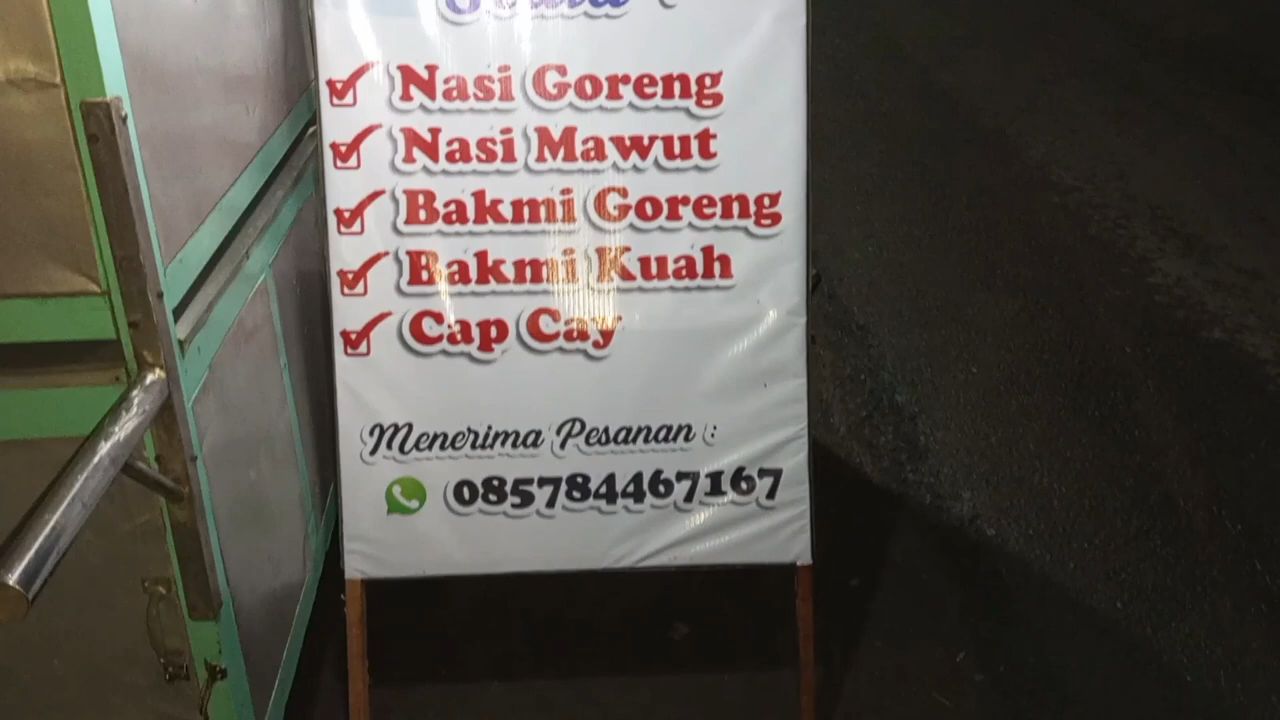 Nasi Goreng
Nasi Mawut
Bakmi Goreng
Bakmi Kuah
Cap Cay
Menerima Pesanan :
085784467167